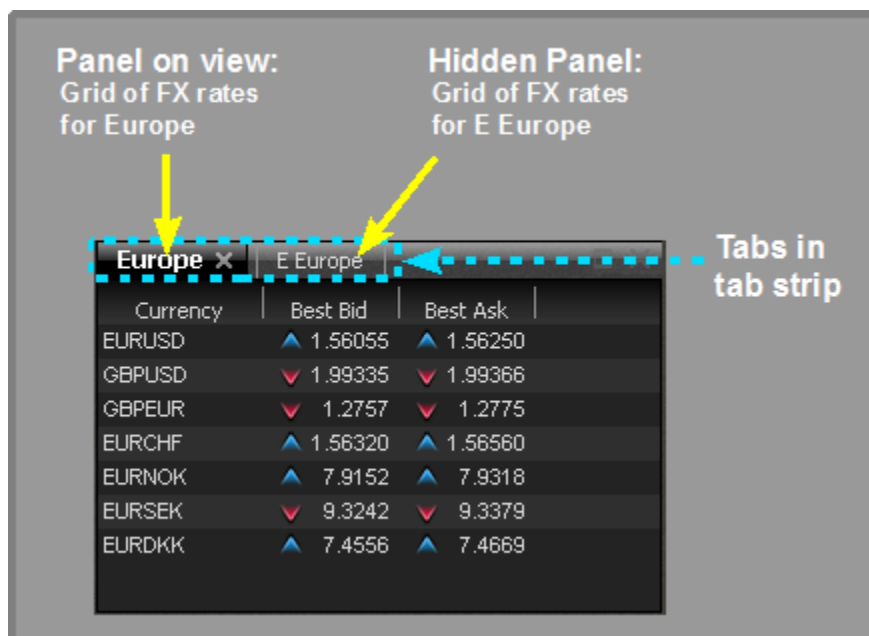 Panel on view:
Grid of FX rates
for Europe
Hidden Panel:
Grid of FX rates
for E Europe
Tabs in
tab strip
Europe E Europe
Currency Best Bid Best Ask
EURUSD 1.56055 1.56250
GBPUSD 1.99335 1.99366
GBPEUR 1.2757 1.2775
EURCHF 1.56320 1.56560
EURNOK 7.9152 7.9318
EURSEK 9.3242 9.3379
EURDKK 7.4556 7.4669